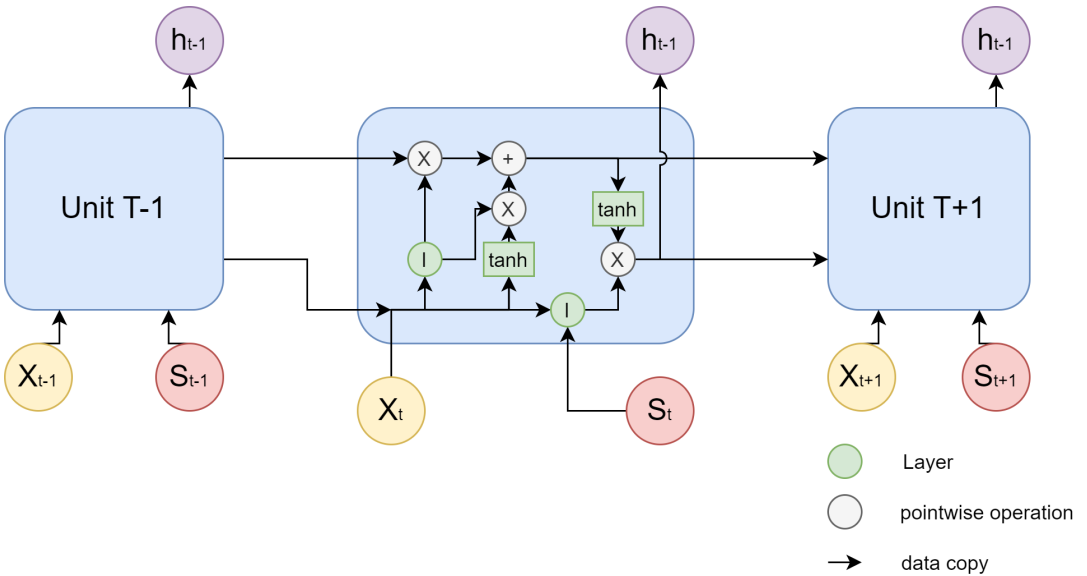 ht-1
ht-1
ht-1
Unit T-1
X
+
X
tanh
I
tanh
X
I
Unit T+1
Xt-1
St-1
Xt
St
Xt+1
St+1
Layer
pointwise operation
data copy